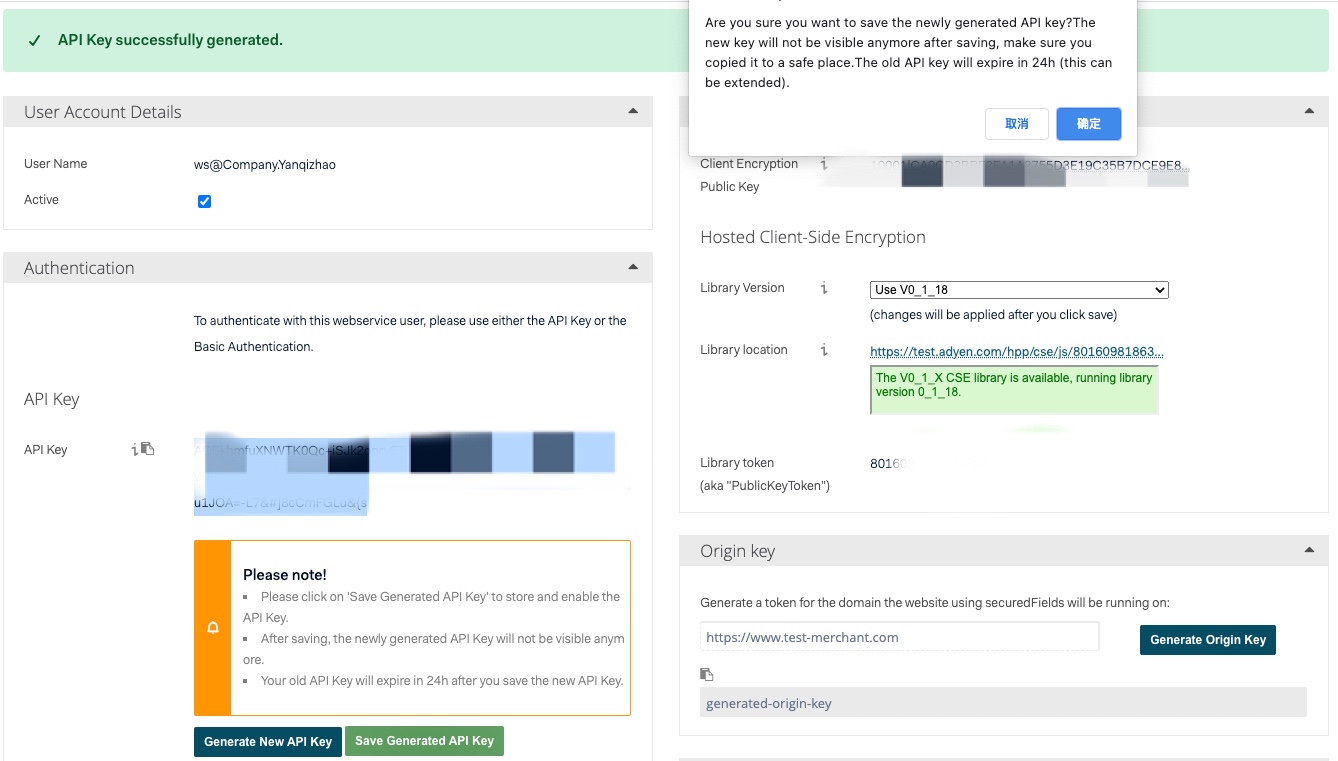 API Key successfully generated.
Are you sure you want to save the newly generated API key?The
new key will not be visible anymore after saving, make sure you
copied it to a safe place.The old API key will expire in 24h (this can
be extended).
取消
确定
User Account Details
User Name
ws@Company.Yanqizhao
Active
Authentication
To authenticate with this webservice user, please use either the API Key or the
Basic Authentication.
API Key
API Key
Please note!
Please click on 'Save Generated API Key' to store and enable the
API Key.
After saving, the newly generated API Key will not be visible anym
ore.
Your old API Key will expire in 24h after you save the new API Key.
Generate New API Key
Save Generated API Key
Client Encryption
Public Key
Hosted Client-Side Encryption
Library Version
Use V0_1_18
(changes will be applied after you click save)
Library location
https://test.adyen.com/hpp/cse/js/80160981863...
The V0_1_X CSE library is available, running library
version 0_1_18.
Library token
8016
(aka "PublicKeyToken")
Origin key
Generate a token for the domain the website using securedFields will be running on:
https://www.test-merchant.com
Generate Origin Key
generated-origin-key